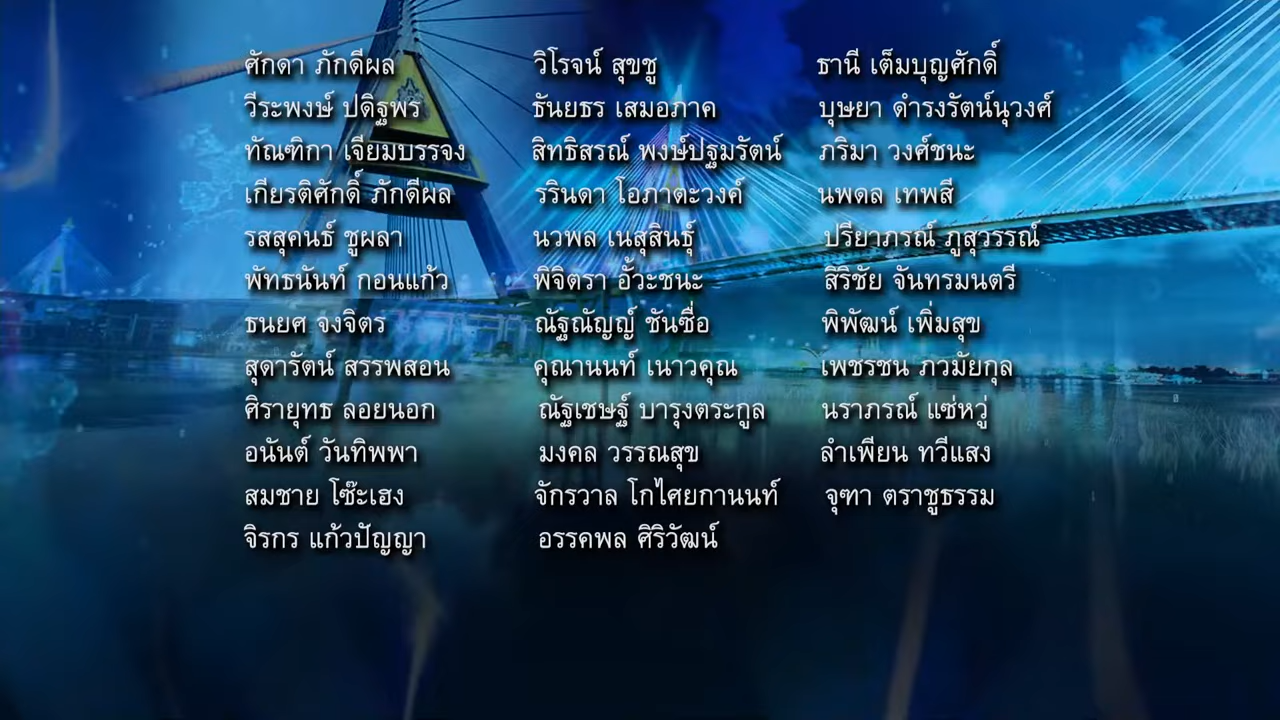 ศักดา ภักดีผล วิโรจน์ สุขชู ธานี เต็มบุญศักดิ์
วีระพงษ์ ปดิฐพร ธันยธร เสมอภาค บุษยา ดำรงรัตน์นุวงศ์
ทัณฑิกา เจียมบรรจง สิทธิสรณ์ พงษ์ปฐมรัตน์ ภริมา วงศ์ชนะ
เกียรติศักดิ์ ภักดีผล รรินดา โอภาตะวงค์ นพดล เทพสี
รสสุคนธ์ ชูผลา นวพล เนสุสินธุ์ ปรียาภรณ์ ภูสุวรรณ์
พัทธนันท์ กอนแก้ว พิจิตรา อั้วะชนะ สิริชัย จันทรมนตรี
ธนยศ จงจิตร ณัฐณัญญ์ ชันซื่อ พิพัฒน์ เพิ่มสุข
สุดารัตน์ สรรพสอน คุณานนท์ เนาวคุณ เพชรชน ภวมัยกุล
ศิรายุทธ ลอยนอก ณัฐเชษฐ์ บารุงตระกูล นราภรณ์ แซ่หวู่
อนันต์ วันทิพพา มงคล วรรณสุข ลำเพียน ทวีแสง
สมชาย โซ๊ะเฮง จักรวาล โกไศยกานนท์ จุฑา ตราชูธรรม
จิรกร แก้วปัญญา อรรคพล ศิริวัฒน์